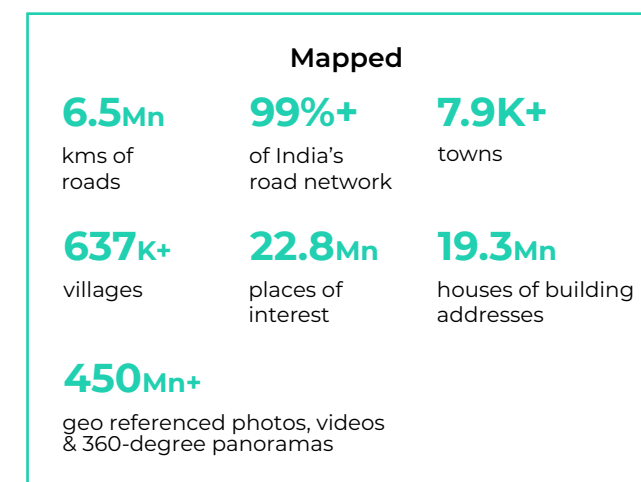 Mapped
6.5Mn
kms of
roads
99%+
of India's
road network
7.9K+
towns
637K+
villages
22.8Mn
places of
interest
19.3Mn
houses of building
addresses
450Mn+
geo referenced photos, videos
& 360-degree panoramas